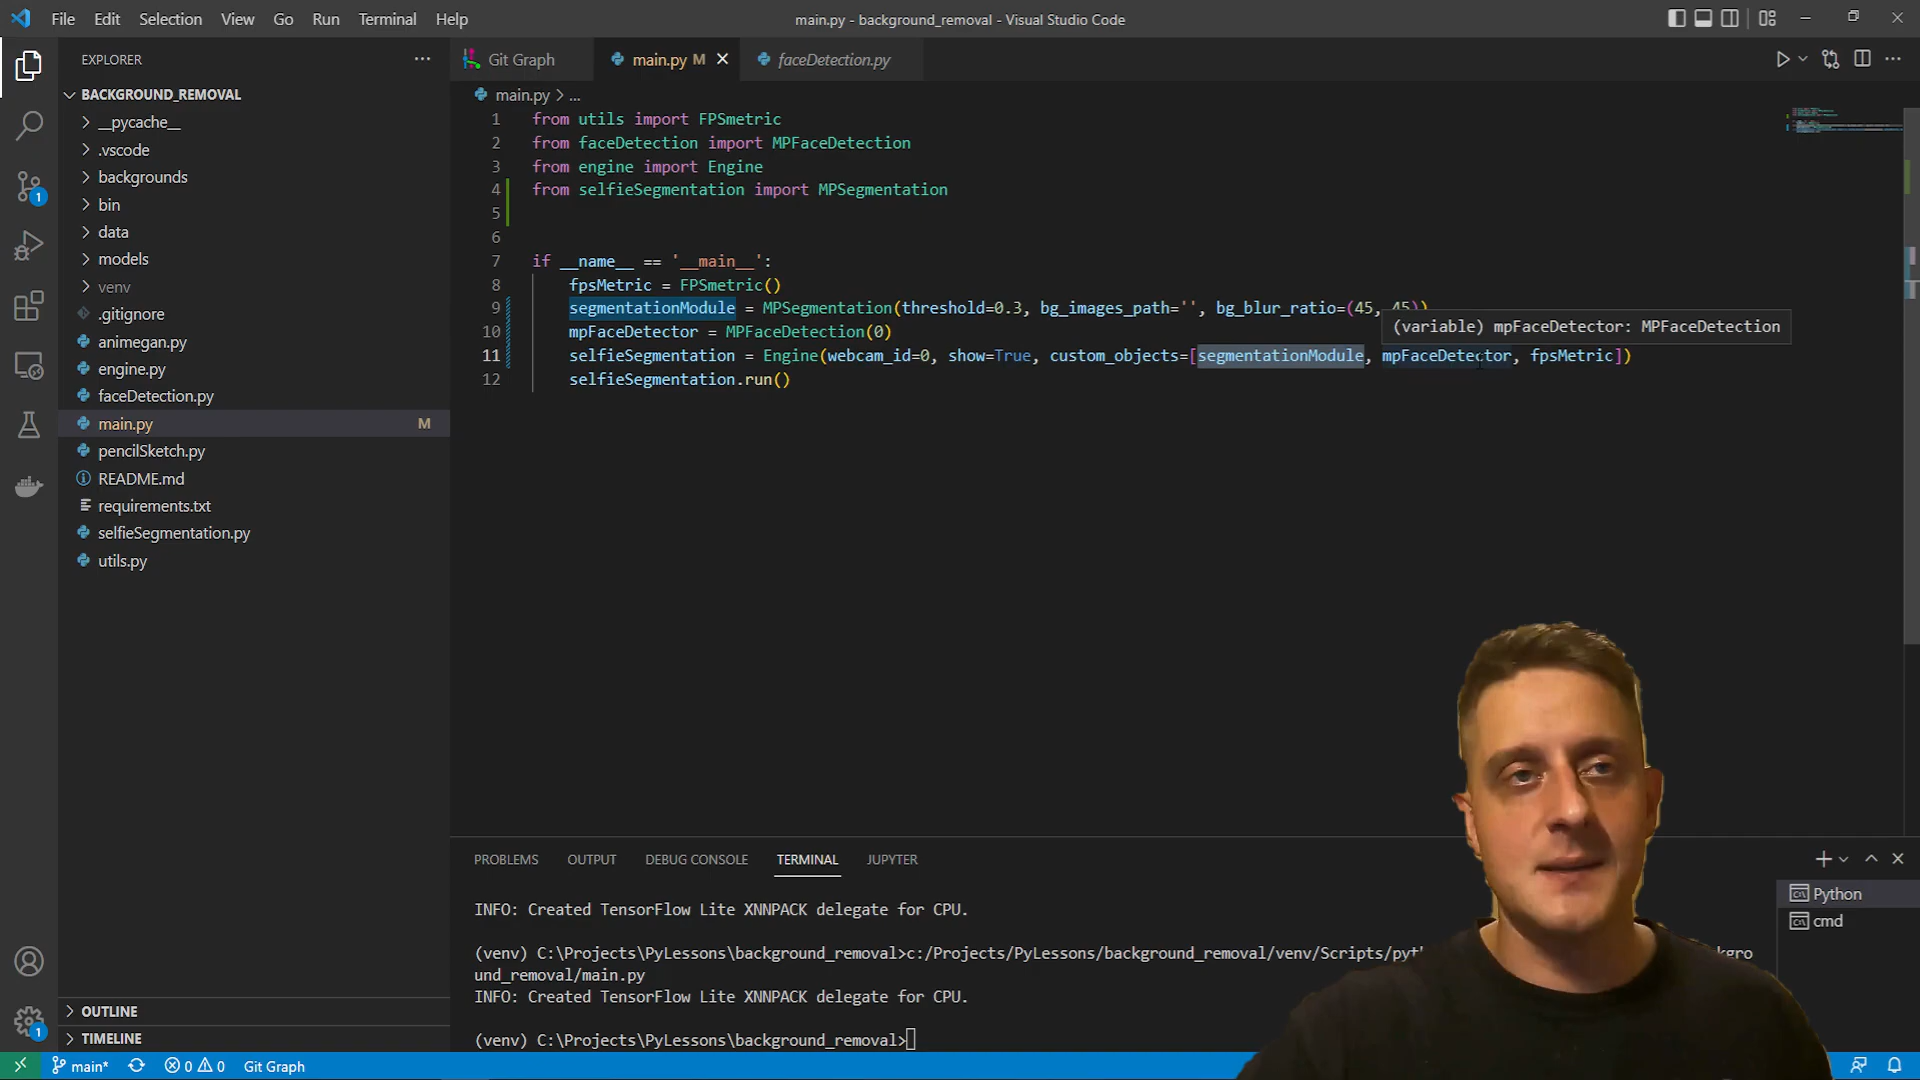 File Edit Selection View Go Run Terminal Help
main.py - background_removal - Visual Studio Code
EXPLORER
BACKGROUND_REMOVAL
__pycache__
.vscode
backgrounds
bin
data
models
venv
.gitignore
animegan.py
engine.py
faceDetection.py
main.py M
pencilSketch.py
README.md
requirements.txt
selfieSegmentation.py
utils.py
OUTLINE
TIMELINE
1
1
Git Graph
main.py M
faceDetection.py
main.py > ...
1 from utils import FPSmetric
2 from faceDetection import MPFaceDetection
3 from engine import Engine
4 from selfieSegmentation import MPSegmentation
5
6
7 if __name__ == '__main__':
8 fpsMetric = FPSmetric()
9 segmentationModule = MPSegmentation(threshold=0.3, bg_images_path='', bg_blur_ratio=(45, 45))
(variable) mpFaceDetector: MPFaceDetection
10 mpFaceDetector = MPFaceDetection(0)
11 selfieSegmentation = Engine(webcam_id=0, show=True, custom_objects=[segmentationModule, mpFaceDetector, fpsMetric])
12 selfieSegmentation.run()
PROBLEMS OUTPUT DEBUG CONSOLE TERMINAL JUPYTER
INFO: Created TensorFlow Lite XNNPACK delegate for CPU.
(venv) C:\Projects\PyLessons\background_removal>c:/Projects/PyLessons/background_removal/venv/Scripts/pyt
kgro
und_removal/main.py
INFO: Created TensorFlow Lite XNNPACK delegate for CPU.
(venv) C:\Projects\PyLessons\background_removal>
Python
cmd
main* 0 0 Git Graph